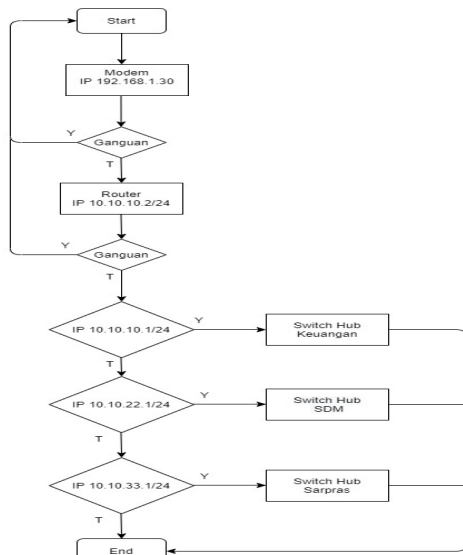 Start
Modem
IP 192.168.1.30
Y
Ganguan
T
Router
IP 10.10.10.2/24
Y
Ganguan
T
IP 10.10.10.1/24
Y
Switch Hub
Keuangan
T
IP 10.10.22.1/24
Y
Switch Hub
SDM
T
IP 10.10.33.1/24
Y
Switch Hub
Sarpras
T
End